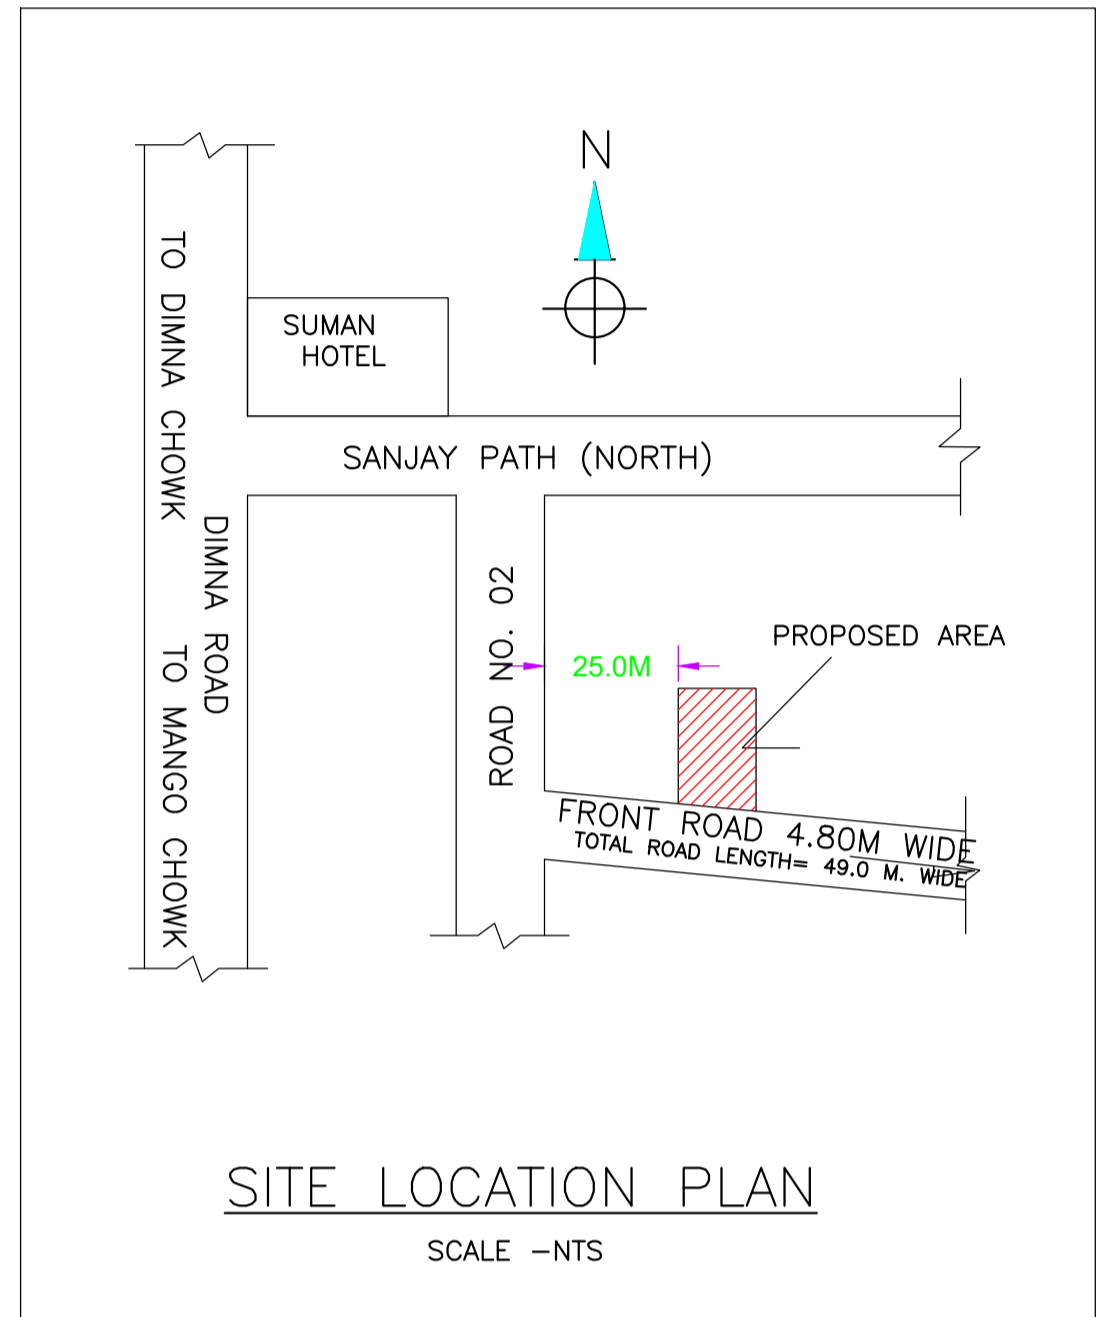 N
TO DIMNA CHOWK
SUMAN
HOTEL
SANJAY PATH (NORTH)
DIMNA ROAD
TO MANGO CHOWK
ROAD NO. 02
25.0M
PROPOSED AREA
FRONT ROAD 4.80M WIDE
TOTAL ROAD LENGTH= 49.0 M. WIDE
SITE LOCATION PLAN
SCALE -NTS